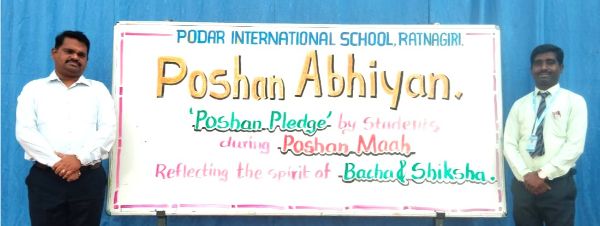 PODAR INTERNATIONAL SCHOOL, RATNAGIRI.
Poshan Abhiyan.
'Poshan Pledge' by Students
during Poshan Maah
Reflecting the spirit of Bacha & Shiksha.